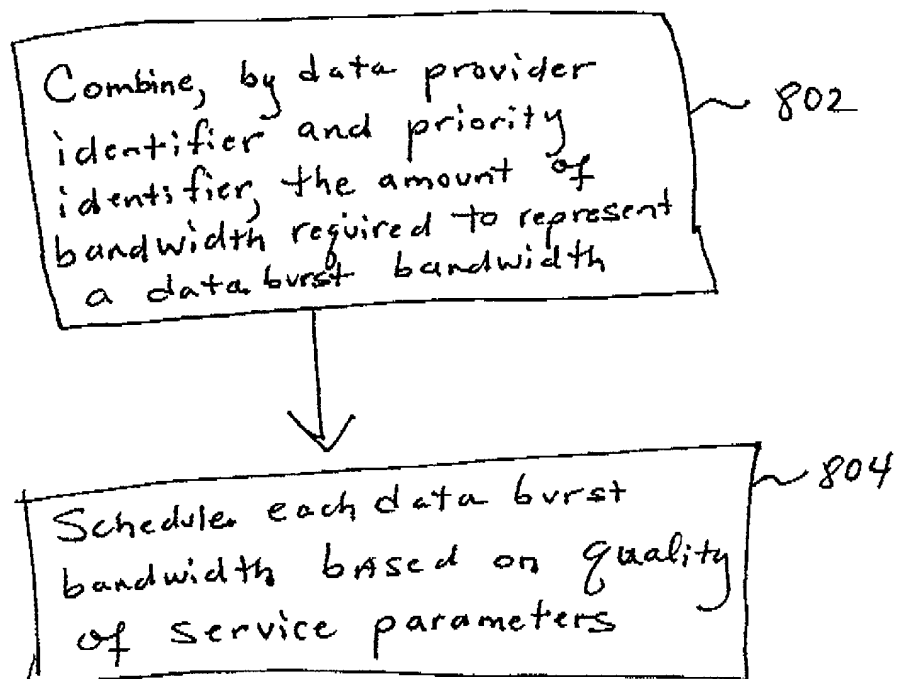 Combine, by data provider
identifier and priority
identifier, the amount of
bandwidth required to represent
a data burst bandwidth
802
Schedule each data burst
bandwidth based on quality
of service parameters
804